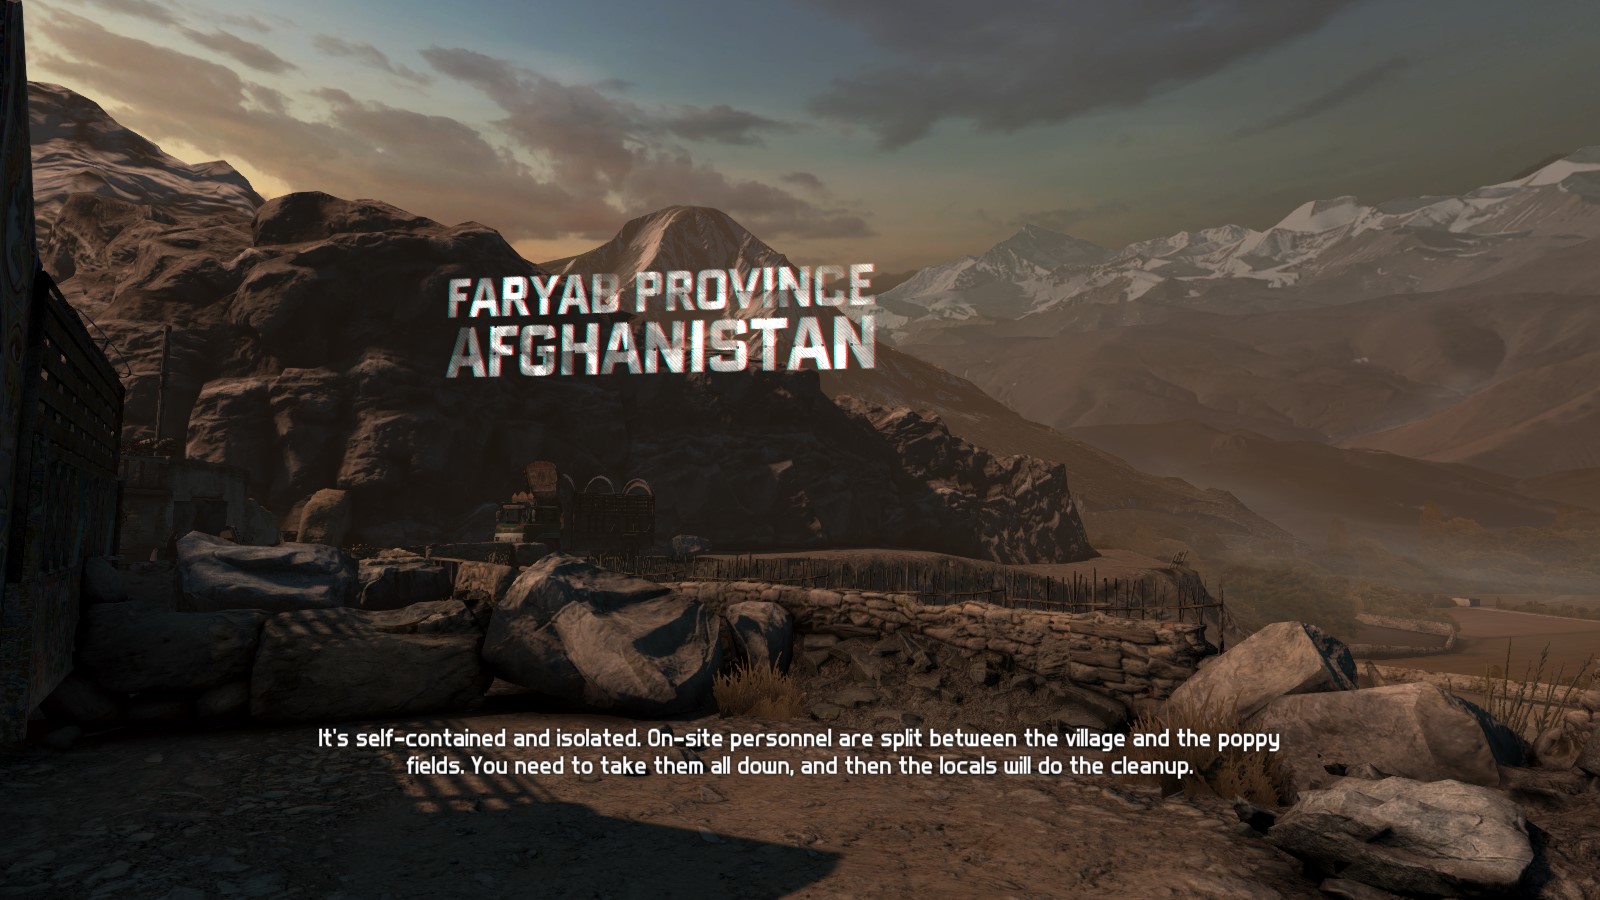 FARYAB PROVINCE
AFGHANISTAN
It's self-contained and isolated. On-site personnel are split between the village and the poppy
fields. You need to take them all down, and then the locals will do the cleanup.